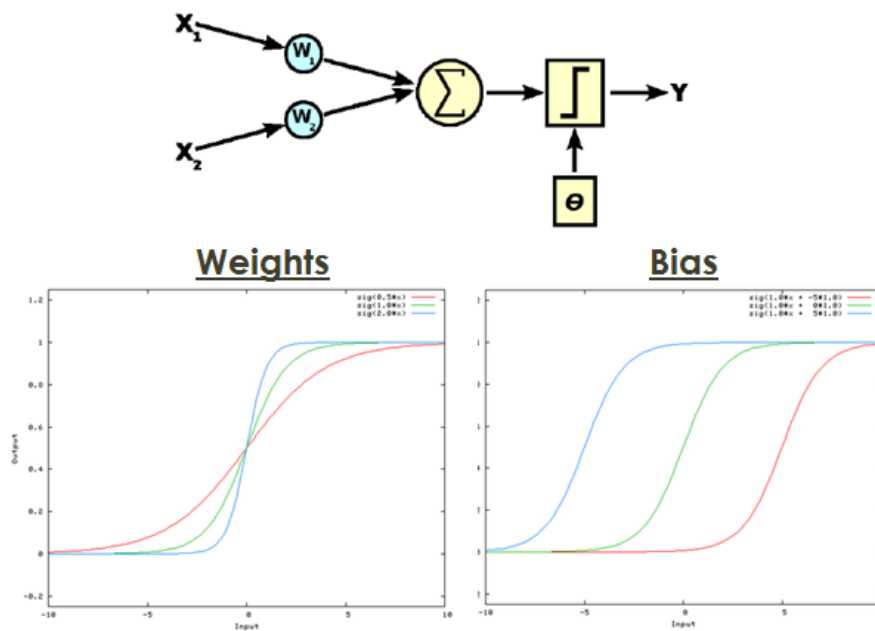 X1
W1
Σ
Y
W2
X2
θ
Weights
Bias
1.2
sig(0.5*x)
sig(1.0*x)
sig(2.0*x)
1
0.8
0.6
0.4
0.2
0
-0.2
Output
-10
-5
0
5
10
Input
sig(1.0*x + -5*1.0)
sig(1.0*x + 0*1.0)
sig(1.0*x + 5*1.0)
-10
-5
0
5
Input